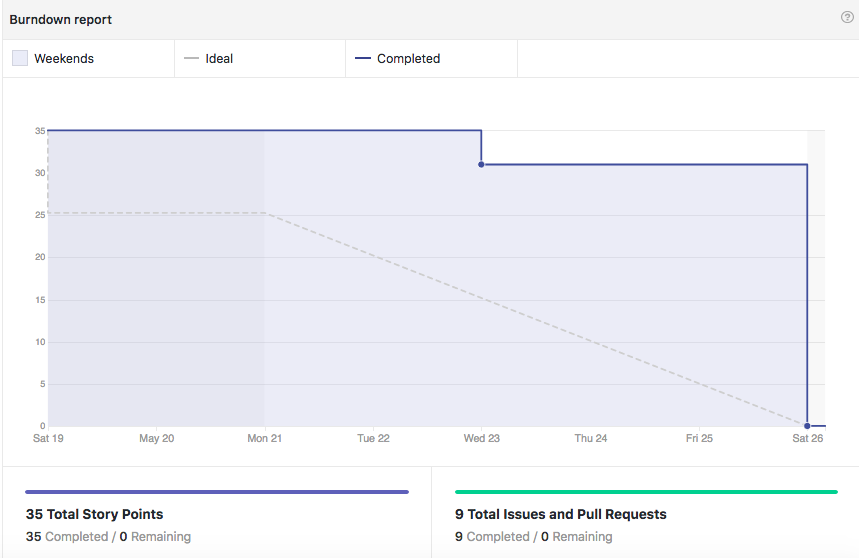 Burndown report ?
Weekends Ideal Completed
35
30
25
20
15
10
5
0
Sat 19 May 20 Mon 21 Tue 22 Wed 23 Thu 24 Fri 25 Sat 26
35 Total Story Points
35 Completed / 0 Remaining
9 Total Issues and Pull Requests
9 Completed / 0 Remaining